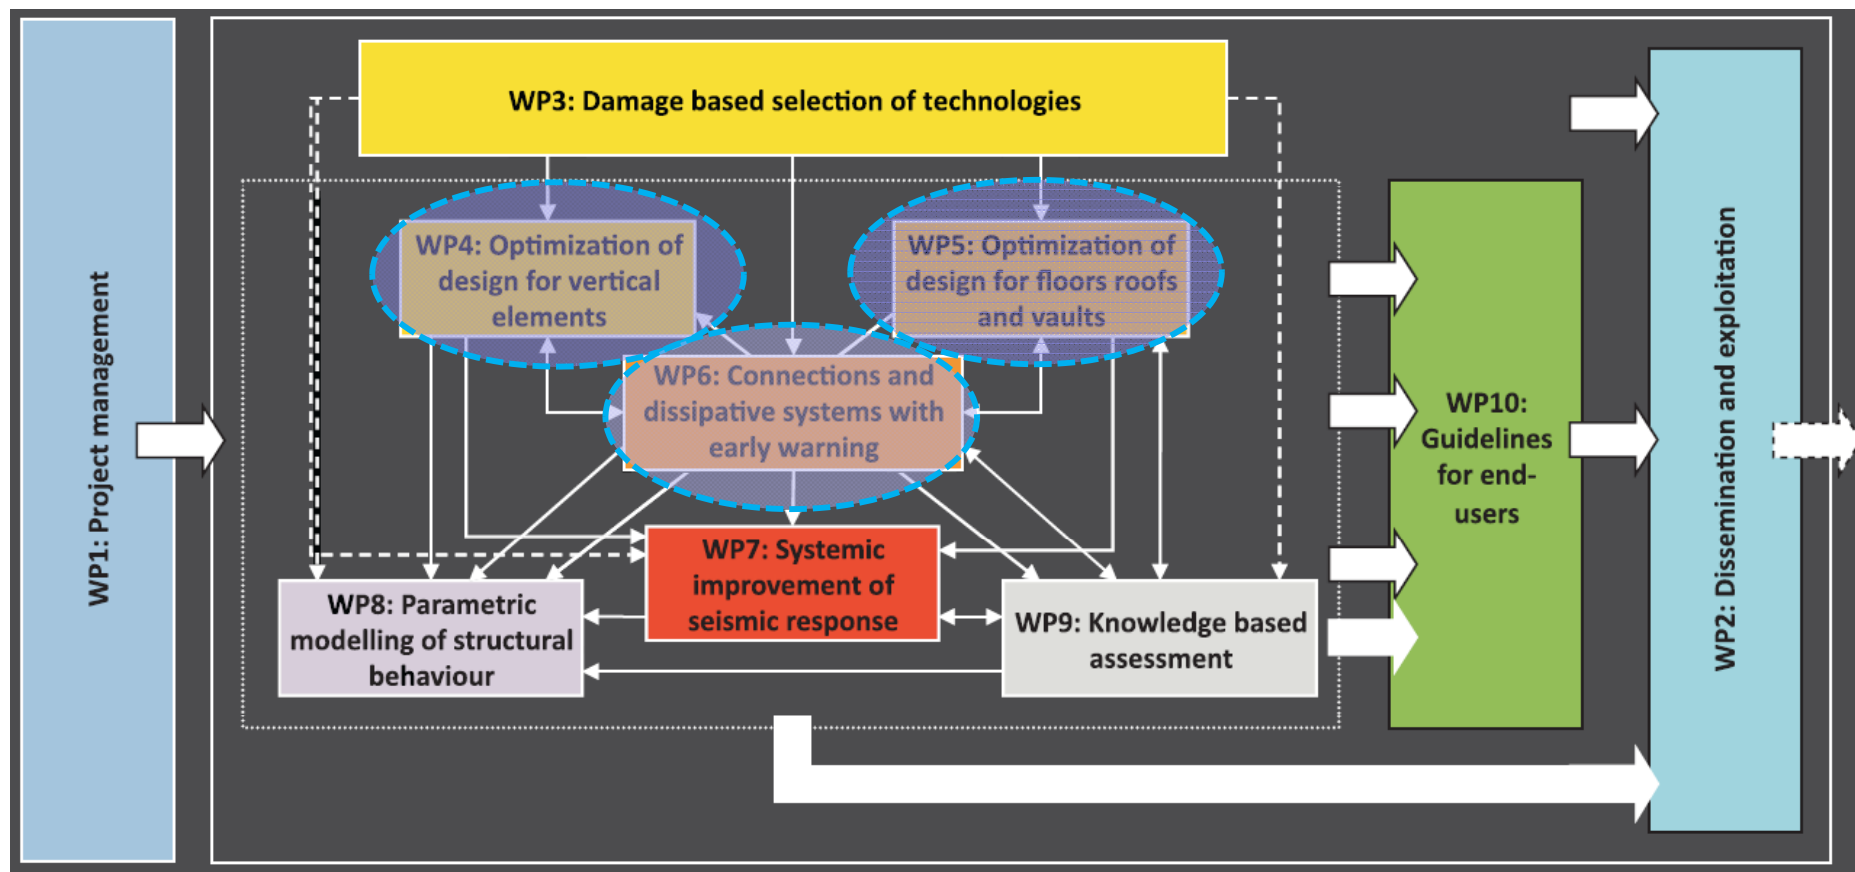 WP1: Project management
WP3: Damage based selection of technologies
WP4: Optimization of
design for vertical
elements
WP5: Optimization of
design for floors roofs
and vaults
WP6: Connections and
dissipative systems with
early warning
WP7: Systemic
improvement of
seismic response
WP8: Parametric
modelling of structural
behaviour
WP9: Knowledge based
assessment
WP10:
Guidelines
for end-
users
WP2: Dissemination and exploitation